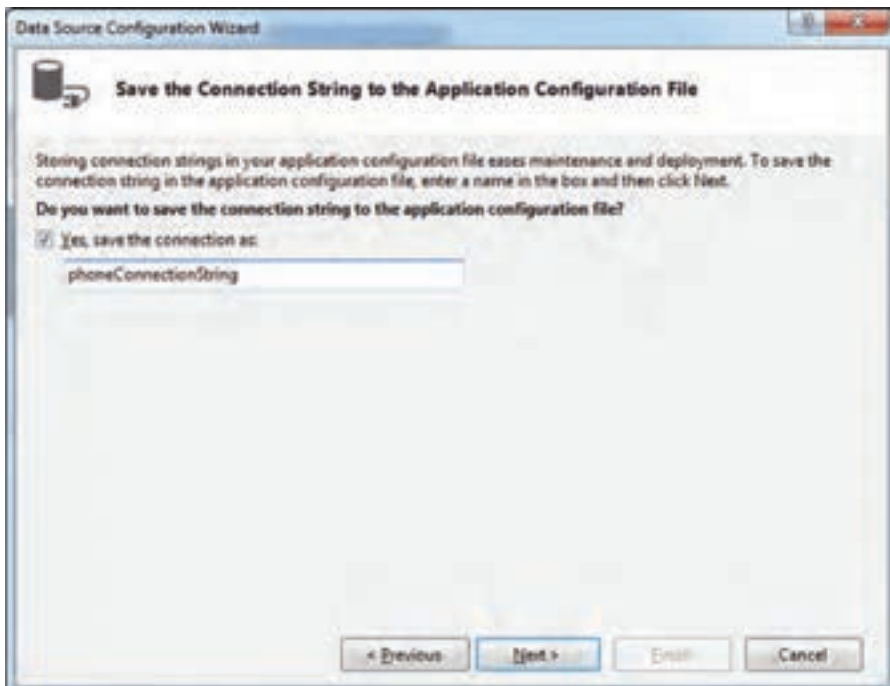 Data Source Configuration Wizard
Save the Connection String to the Application Configuration File
Storing connection strings in your application configuration file eases maintenance and deployment. To save the
connection string in the application configuration file, enter a name in the box and then click Next.
Do you want to save the connection string to the application configuration file?
Yes, save the connection as:
phoneConnectionString
< Previous
Next >
Finish
Cancel